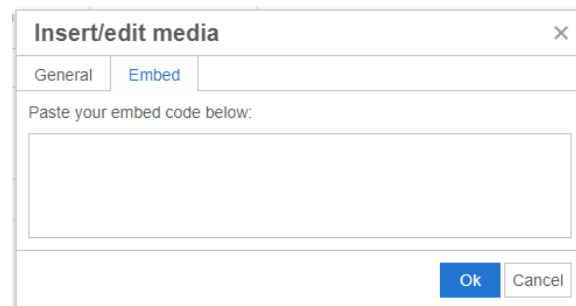 Insert/edit media
General Embed
Paste your embed code below:
Ok Cancel